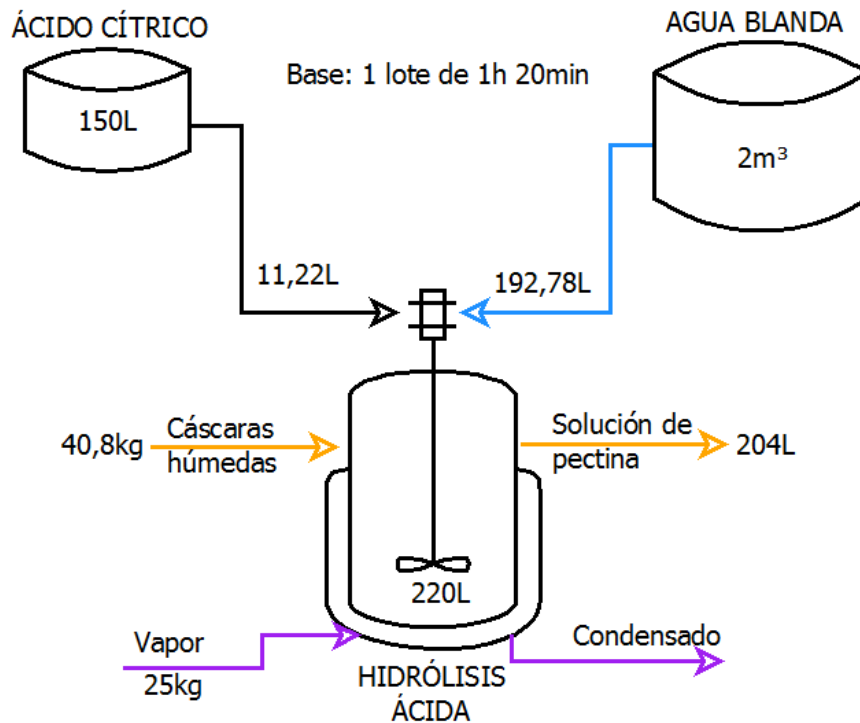 ÁCIDO CÍTRICO
AGUA BLANDA
Base: 1 lote de 1h 20min
150L
2m³
11,22L
192,78L
40,8kg
Cáscaras
húmedas
Solución de
pectina
204L
220L
Vapor
25kg
Condensado
HIDRÓLISIS
ÁCIDA